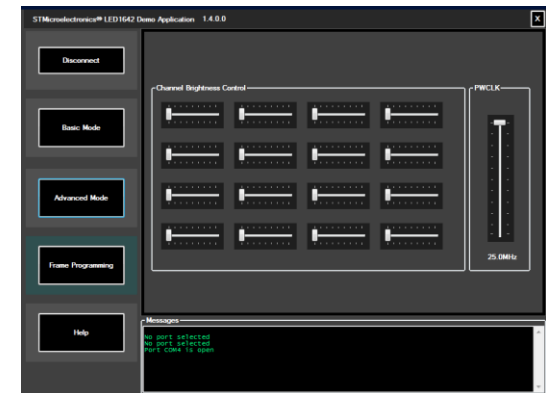 STMicroelectronics® LED1642 Demo Application 1.4.0.0
X
Disconnect
Basic Mode
Advanced Mode
Frame Programming
Help
Channel Brightness Control
PWCLK
25.0MHz
Messages
No port selected
No port selected
Port COM4 is open